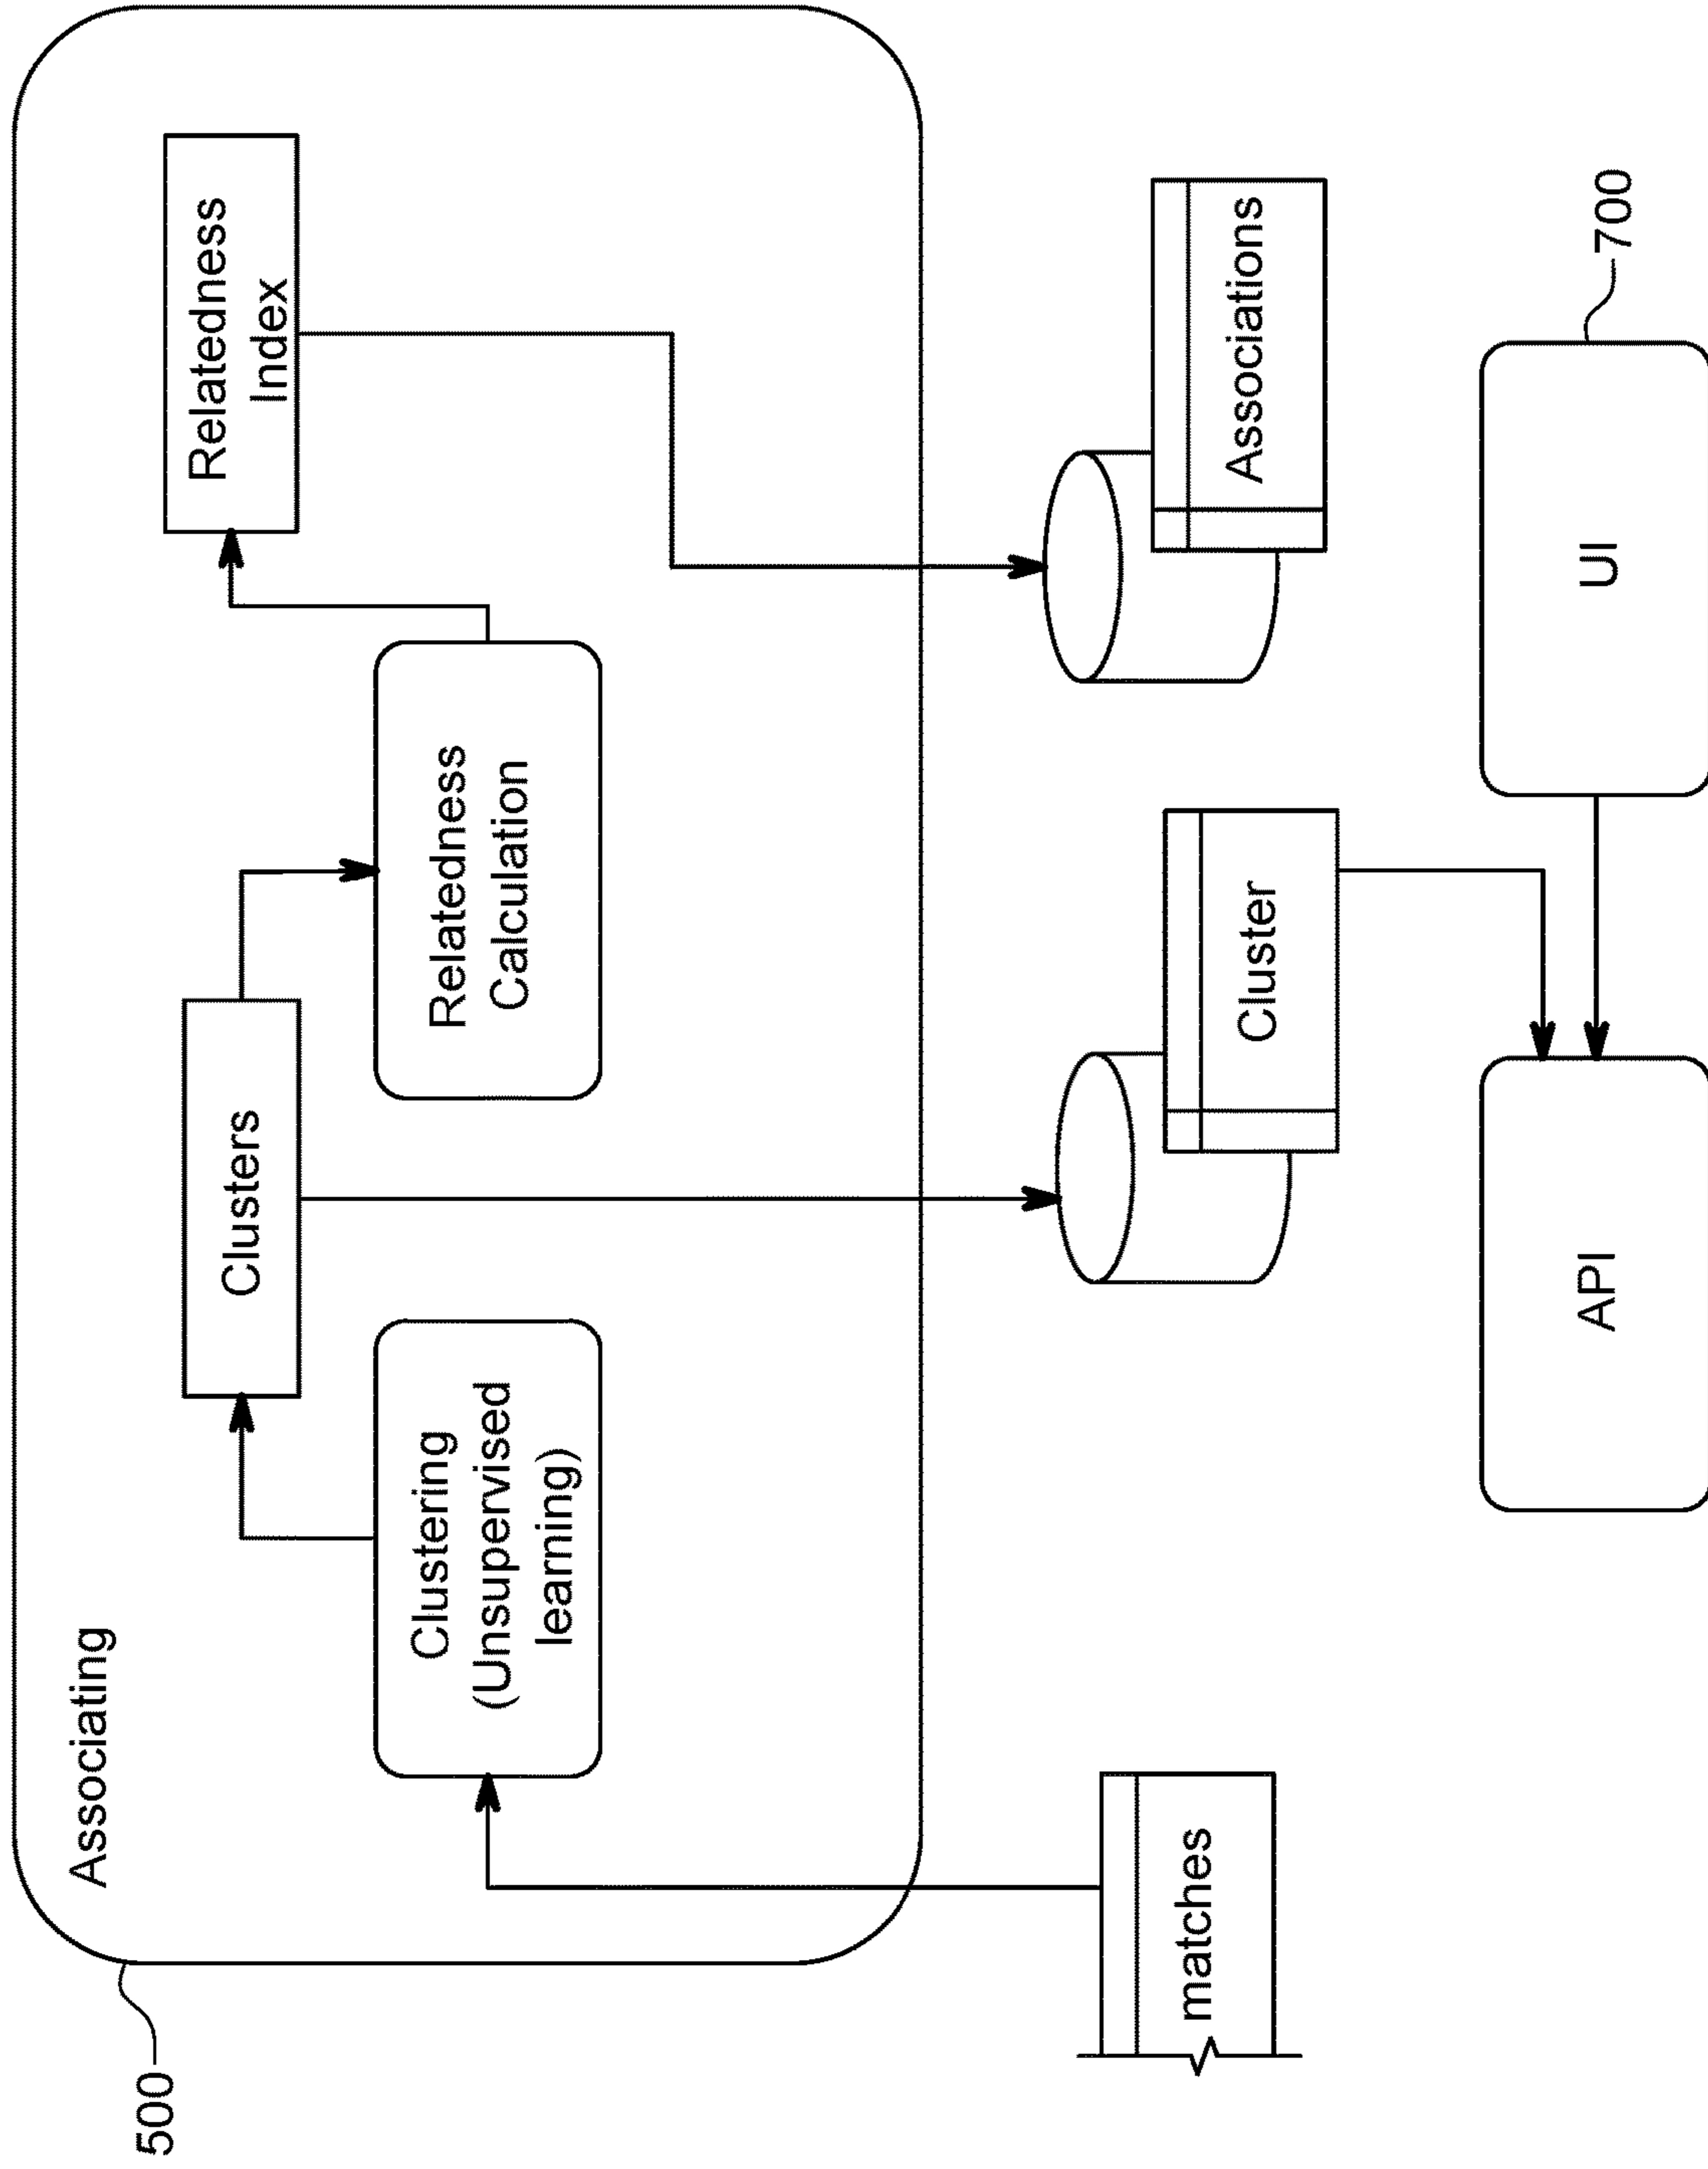 500
Associating
Clustering
(Unsupervised
learning)
Clusters
Relatedness
Calculation
Relatedness
Index
matches
Cluster
Associations
API
UI
700